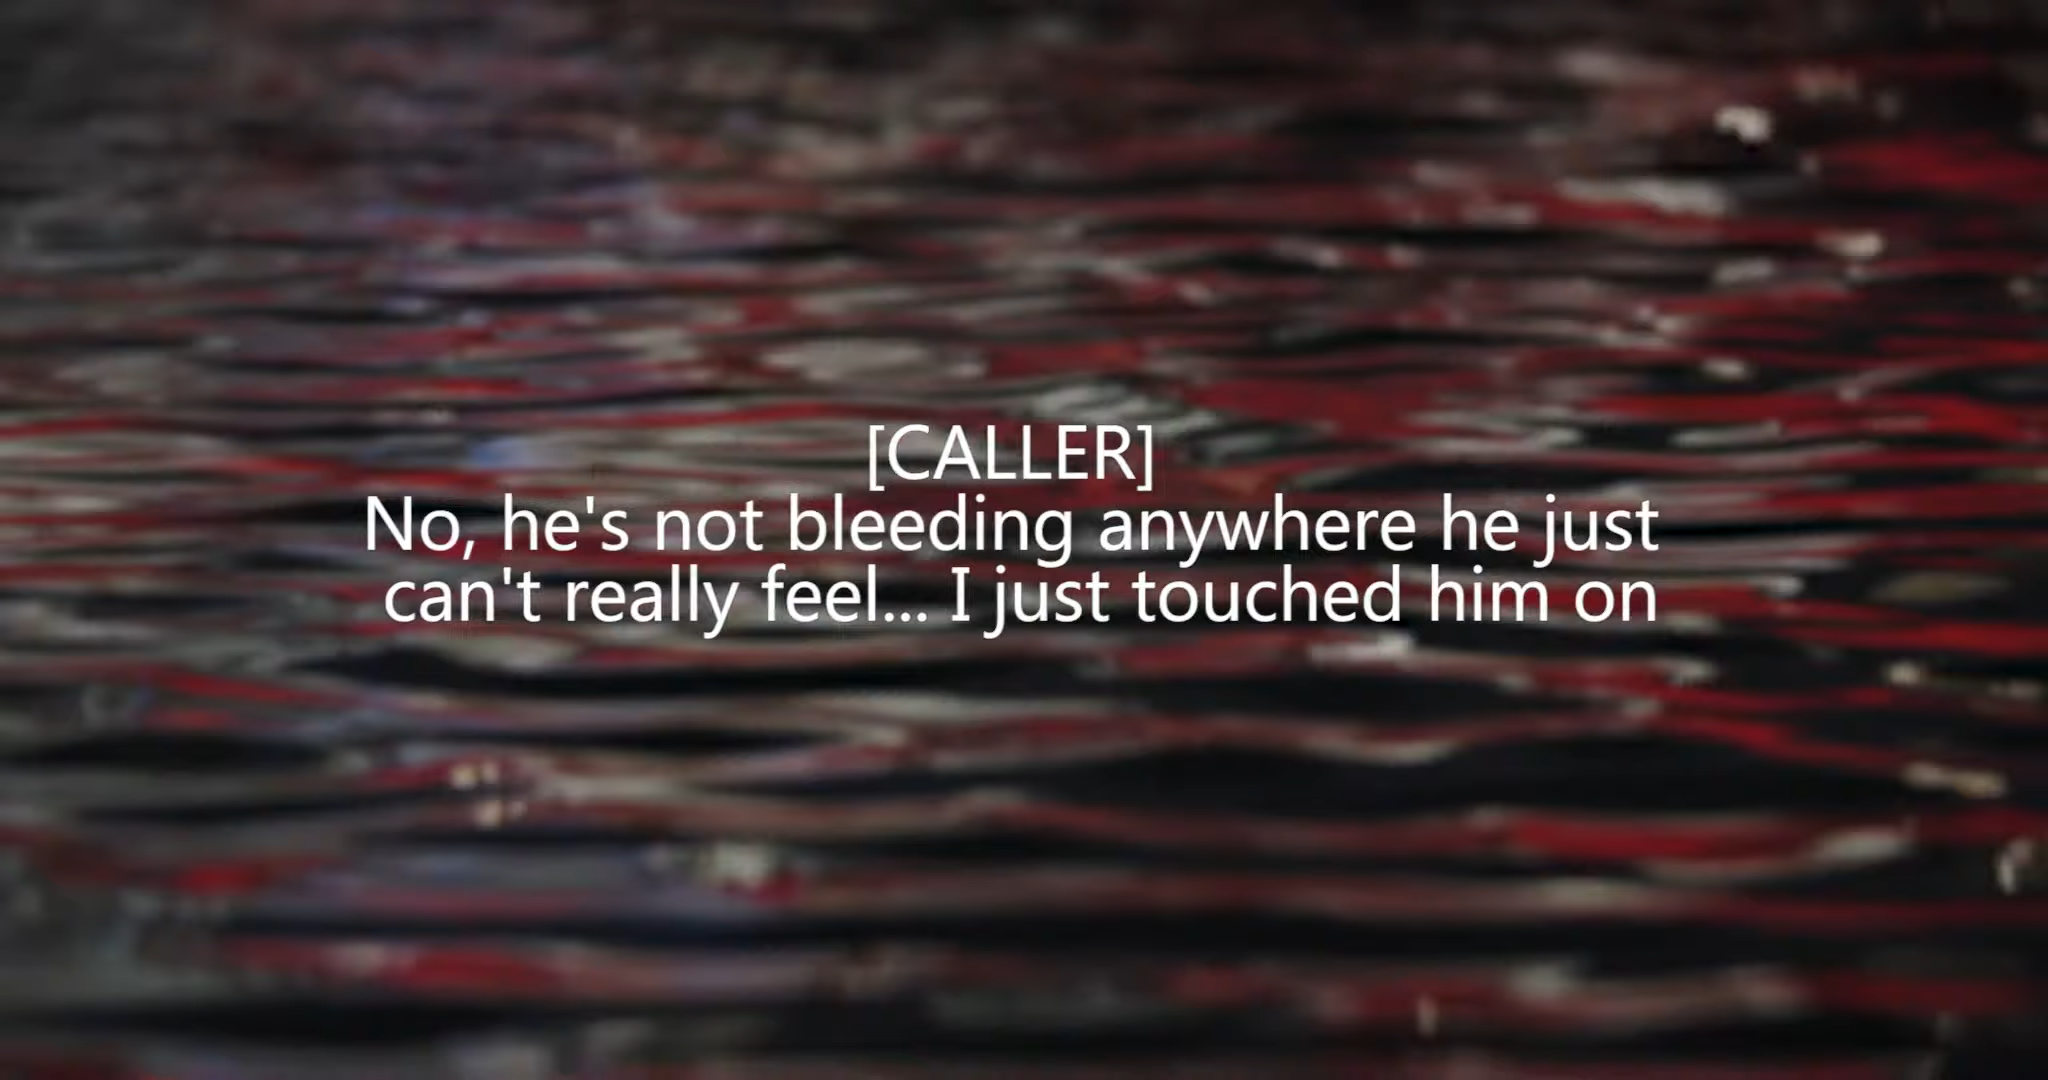 [CALLER]
No, he's not bleeding anywhere he just
can't really feel... I just touched him on